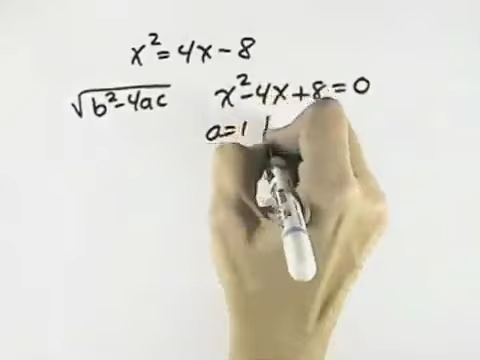 x² = 4x - 8
√b² - 4ac
x² - 4x + 8 = 0
a = 1